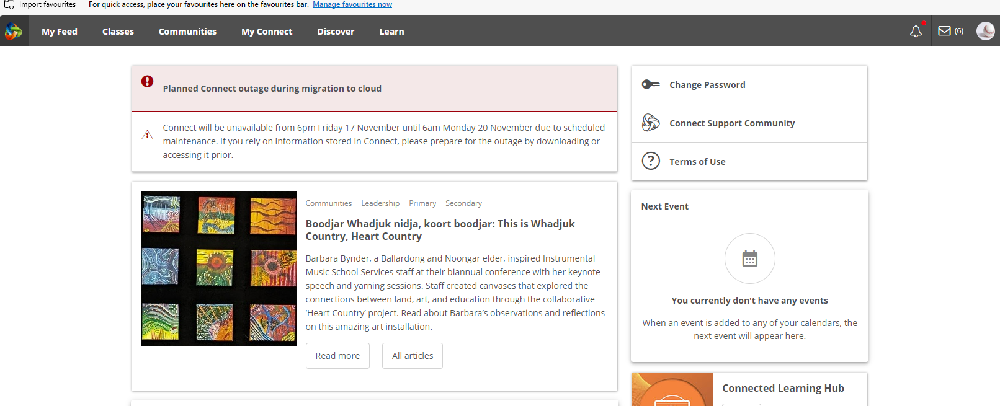 Import favourites
For quick access, place your favourites here on the favourites bar. Manage favourites now
My Feed
Classes
Communities
My Connect
Discover
Learn
(6)
Planned Connect outage during migration to cloud
Connect will be unavailable from 6pm Friday 17 November until 6am Monday 20 November due to scheduled
maintenance. If you rely on information stored in Connect, please prepare for the outage by downloading or
accessing it prior.
Communities Leadership Primary Secondary
Boodjar Whadjuk nidja, koort boodjar: This is Whadjuk
Country, Heart Country
Barbara Bynder, a Ballardong and Noongar elder, inspired Instrumental
Music School Services staff at their biannual conference with her keynote
speech and yarning sessions. Staff created canvases that explored the
connections between land, art, and education through the collaborative
‘Heart Country’ project. Read about Barbara’s observations and reflections
on this amazing art installation.
Read more
All articles
Change Password
Connect Support Community
Terms of Use
Next Event
You currently don't have any events
When an event is added to any of your calendars, the
next event will appear here.
Connected Learning Hub